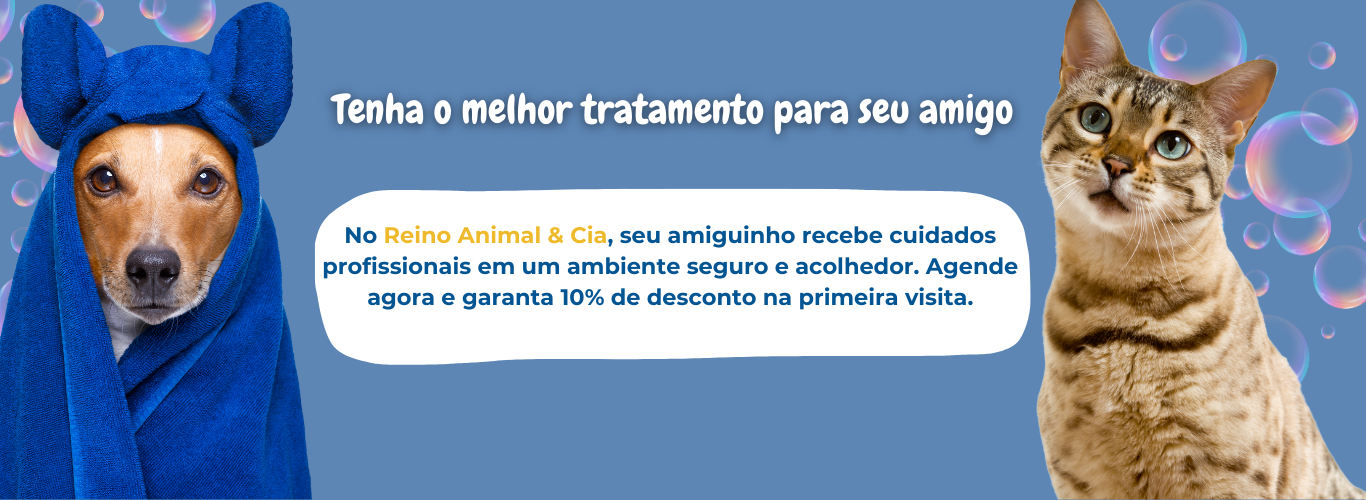 Tenha o melhor tratamento para seu amigo
No Reino Animal & Cia, seu amiguinho recebe cuidados
profissionais em um ambiente seguro e acolhedor. Agende
agora e garanta 10% de desconto na primeira visita.